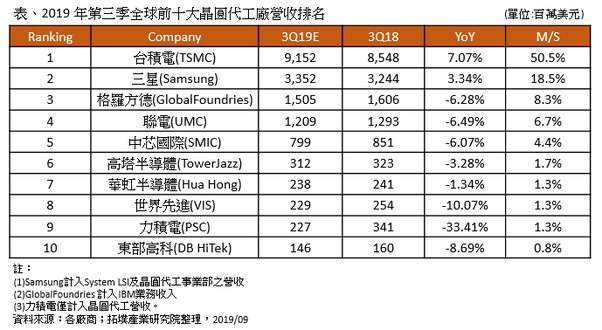 表、2019 年第三季全球前十大晶圓代工廠營收排名 (單位:百萬美元)
Ranking Company 3Q19E 3Q18 YoY M/S
1 台積電(TSMC) 9,152 8,548 7.07% 50.5%
2 三星(Samsung) 3,352 3,244 3.34% 18.5%
3 格羅方德(GlobalFoundries) 1,505 1,606 -6.28% 8.3%
4 聯電(UMC) 1,209 1,293 -6.49% 6.7%
5 中芯國際(SMIC) 799 851 -6.07% 4.4%
6 高塔半導體(TowerJazz) 312 323 -3.28% 1.7%
7 華虹半導體(Hua Hong) 238 241 -1.34% 1.3%
8 世界先進(VIS) 229 254 -10.07% 1.3%
9 力積電(PSC) 227 341 -33.41% 1.3%
10 東部高科(DB HiTek) 146 160 -8.69% 0.8%
註：
(1)Samsung計入System LSI及晶圓代工事業部之營收
(2)GlobalFoundries 計入IBM業務收入
(3)力積電僅計入晶圓代工營收。
資料來源：各廠商；拓墣產業研究院整理，2019/09